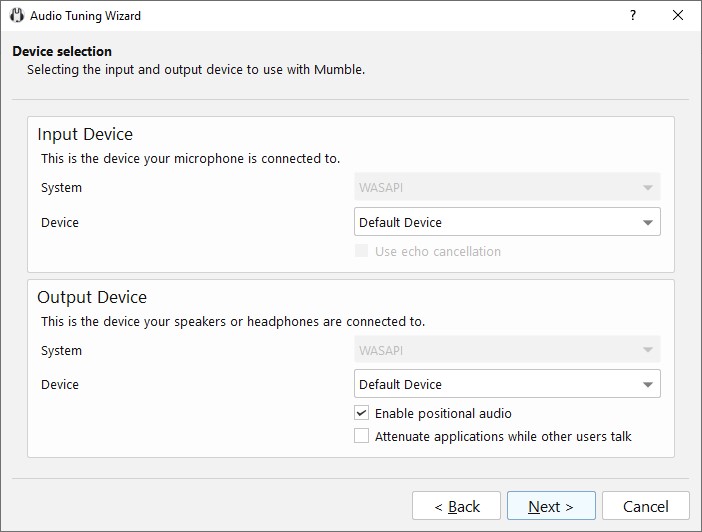 Audio Tuning Wizard
?
Device selection
Selecting the input and output device to use with Mumble.
Input Device
This is the device your microphone is connected to.
System WASAPI
Device Default Device
Use echo cancellation
Output Device
This is the device your speakers or headphones are connected to.
System WASAPI
Device Default Device
Enable positional audio
Attenuate applications while other users talk
< Back Next > Cancel